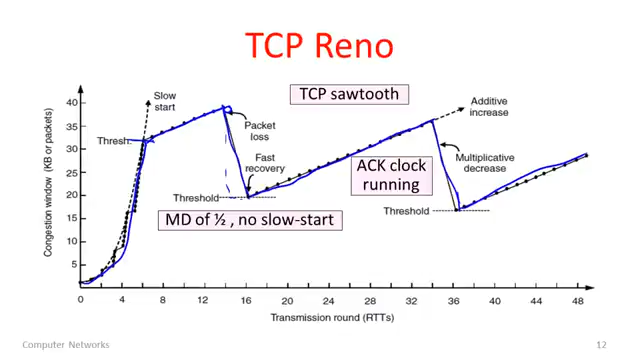 TCP Reno
TCP sawtooth
Slow
start
Additive
increase
Thresh.
Packet
loss
Fast
recovery
ACK clock
running
Multiplicative
decrease
Threshold
Threshold
MD of ½ , no slow-start
Congestion window (KB or packets)
40
35
30
25
20
15
10
5
0 4 8 12 16 20 24 28 32 36 40 44 48
Transmission round (RTTs)
Computer Networks
12